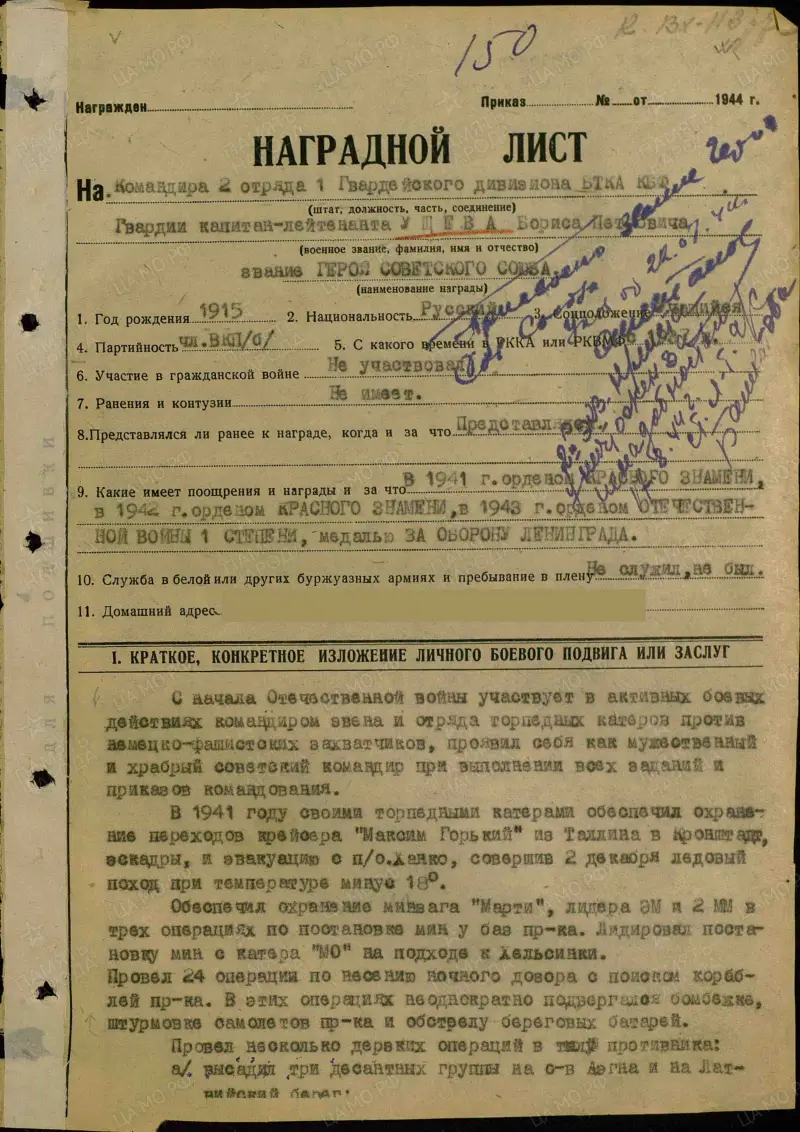 150
Награжден
Приказ № от 1944 г.
НАГРАДНОЙ ЛИСТ
На Командира 2 отряда 1 Гвардейского дивизиона БТКА КБФ.
(штат, должность, часть, соединение)
Гвардии капитан-лейтенанта УЩЕВА Бориса Петровича
(военное звание, фамилия, имя и отчество)
звание ГЕРОЙ СОВЕТСКОГО СОЮЗА.
(наименование награды)
1. Год рождения 1915 2. Национальность Русский 3. Соцположение
4. Партийность чл.ВКП/б/ 5. С какого времени в РККА или РКВМФ
6. Участие в гражданской войне Не участвовал
7. Ранения и контузии Не имеет.
8.Представлялся ли ранее к награде, когда и за что
В 1941 г.орденом КРАСНОГО ЗНАМЕНИ,
9. Какие имеет поощрения и награды и за что
в 1942 г.орденом КРАСНОГО ЗНАМЕНИ,в 1943 г.орденом ОТЕЧЕСТВЕН-
НОЙ ВОЙНЫ 1 СТЕПЕНИ, медалью ЗА ОБОРОНУ ЛЕНИНГРАДА.
10. Служба в белой или других буржуазных армиях и пребывание в плену Не служил,не был.
11. Домашний адрес
I. КРАТКОЕ, КОНКРЕТНОЕ ИЗЛОЖЕНИЕ ЛИЧНОГО БОЕВОГО ПОДВИГА ИЛИ ЗАСЛУГ
С начала Отечественной войны участвует в активных боевых
действиях командиром звена и отряда торпедных катеров против
немецко-фашистских захватчиков, проявил себя как мужественный
и храбрый советский командир при выполнении всех заданий и
приказов командования.
В 1941 году своими торпедными катерами обеспечил охране-
ние переходов крейсера "Максим Горький" из Таллина в Кронштадт,
эскадры, и эвакуацию с п/о.Ханко, совершив 2 декабря ледовый
поход при температуре минус 18°.
Обеспечил охранение минзага "Марти", лидера ЭМ и 2 ММ в
трех операциях по постановке мин у баз пр-ка. Лидировал поста-
новку мин с катера "МО" на подходе к Хельсинки.
Провел 24 операции по несению ночного дозора с поиском кораб-
лей пр-ка. В этих операциях неоднократно подвергался бомбежке,
штурмовке самолетов пр-ка и обстрелу береговых батарей.
Провел несколько дерзких операций в тылу противника:
а/ высадил три десантных группы на о-в Аэгна и на Лат-
вийский берег;